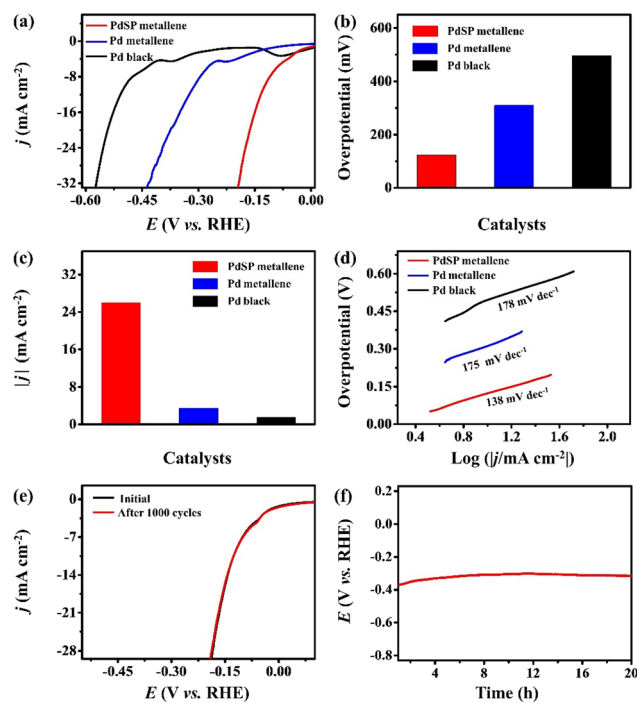 (a)
PdSP metallene
Pd metallene
Pd black
0
-8
-16
-24
-32
j (mA cm⁻²)
-0.60 -0.45 -0.30 -0.15 0.00
E (V vs. RHE)
(b)
PdSP metallene
Pd metallene
Pd black
600
400
200
0
Overpotential (mV)
Catalysts
(c)
PdSP metallene
Pd metallene
Pd black
32
24
16
8
0
|j| (mA cm⁻²)
Catalysts
(d)
PdSP metallene
Pd metallene
Pd black
0.60
0.45
0.30
0.15
0.00
Overpotential (V)
178 mV dec⁻¹
175 mV dec⁻¹
138 mV dec⁻¹
0.4 0.8 1.2 1.6 2.0
Log (|j/mA cm⁻²|)
(e)
Initial
After 1000 cycles
0
-7
-14
-21
-28
j (mA cm⁻²)
-0.45 -0.30 -0.15 0.00
E (V vs. RHE)
(f)
0.2
0.0
-0.2
-0.4
-0.6
-0.8
E (V vs. RHE)
4 8 12 16 20
Time (h)